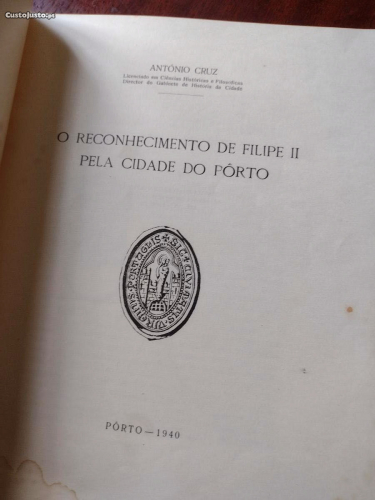 CustoJusto.pt
ANTÓNIO CRUZ
Licenciado em Ciências Históricas e Filosóficas
Director do Gabinete de História da Cidade
O RECONHECIMENTO DE FILIPE II
PELA CIDADE DO PÔRTO
PÔRTO — 1940